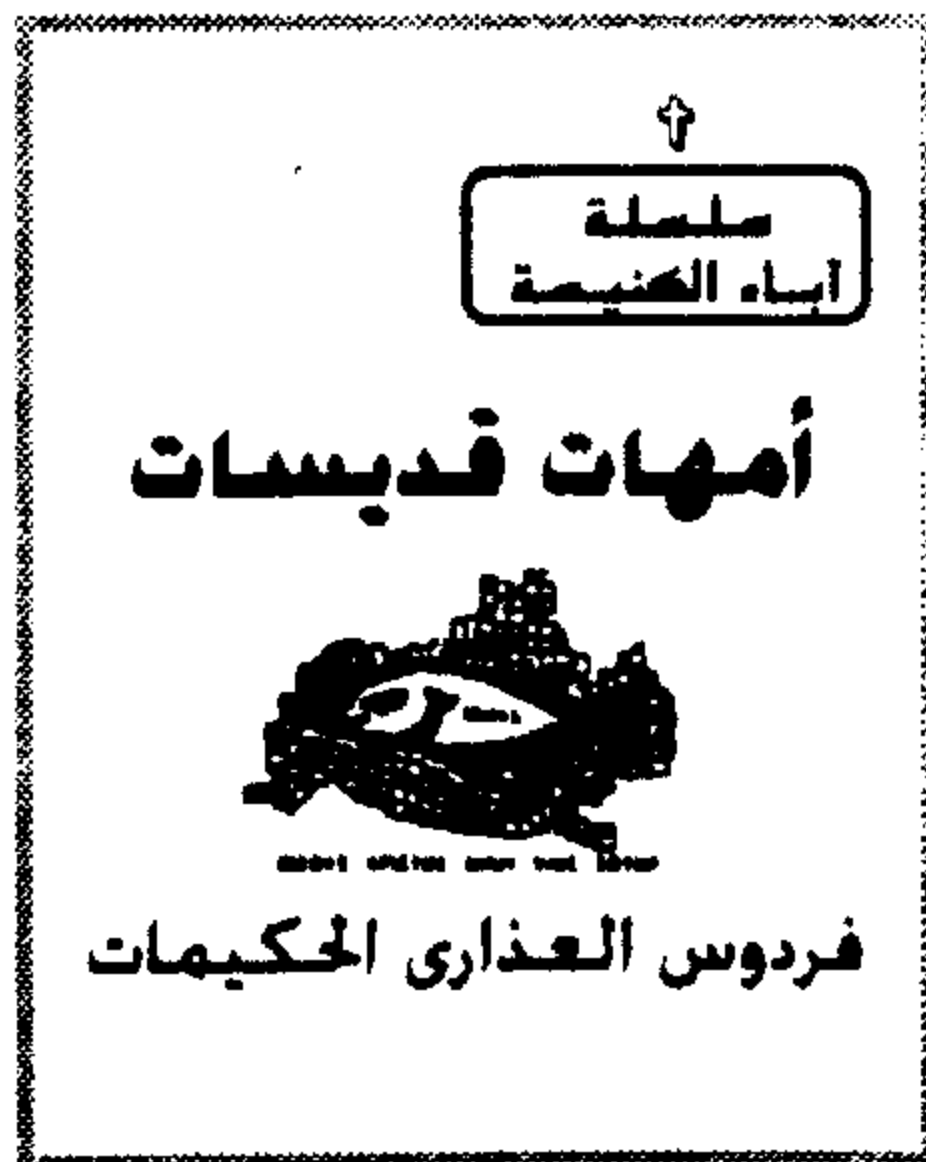 سلسلة
آباء الكنيسة
أمهات قديسات
فردوس العذارى الحكيمات